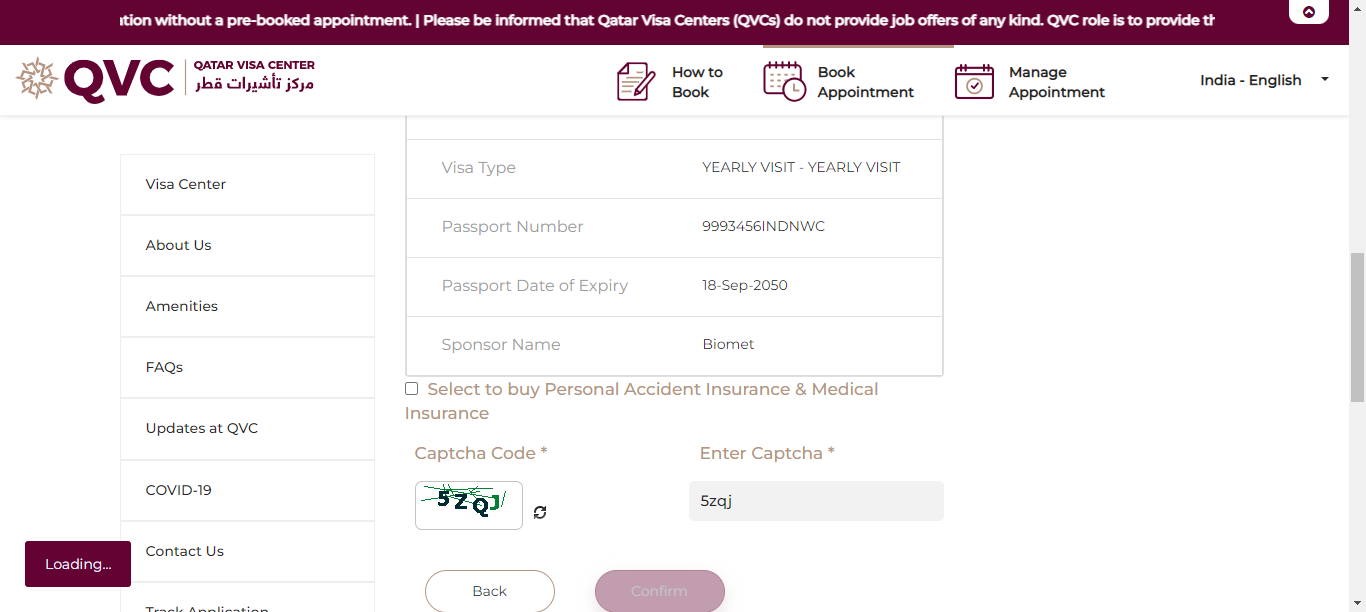 ation without a pre-booked appointment. | Please be informed that Qatar Visa Centers (QVCs) do not provide job offers of any kind. QVC role is to provide th
QVC
QATAR VISA CENTER
مركز تأشيرات قطر
How to
Book
Book
Appointment
Manage
Appointment
India - English
Visa Center
About Us
Amenities
FAQs
Updates at QVC
COVID-19
Contact Us
Track Application
Loading...
Visa Type
YEARLY VISIT - YEARLY VISIT
Passport Number
9993456INDNWC
Passport Date of Expiry
18-Sep-2050
Sponsor Name
Biomet
Select to buy Personal Accident Insurance & Medical
Insurance
Captcha Code *
Enter Captcha *
5ZQJ
5zqj
Back
Confirm